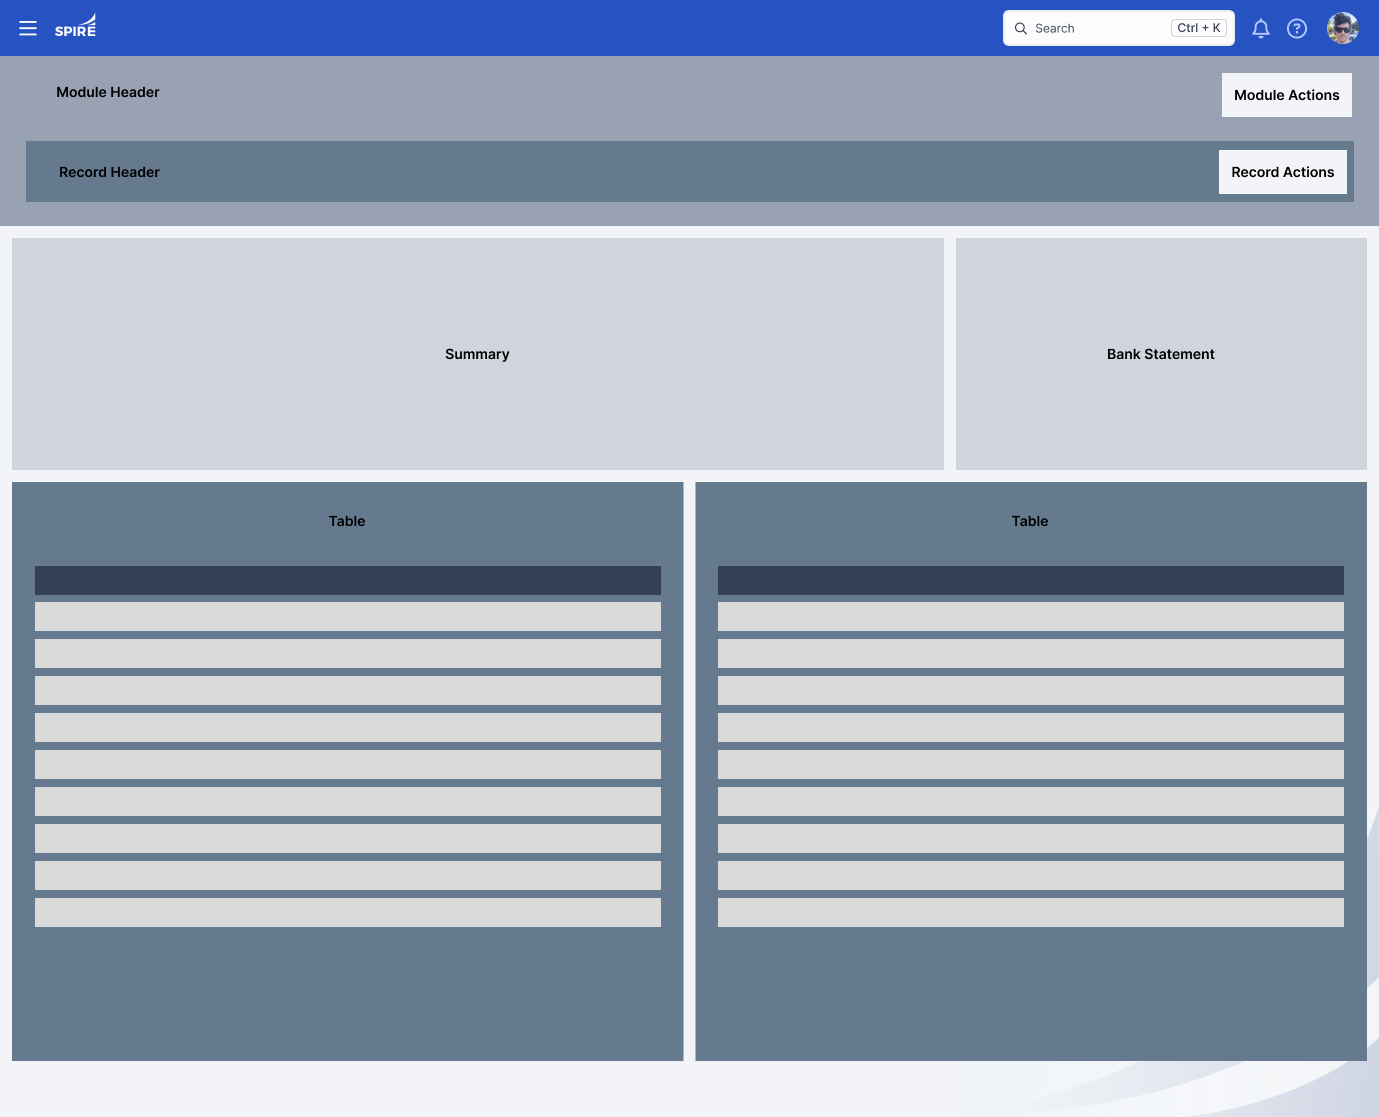 SPIRE
Search
Ctrl + K
Module Header
Module Actions
Record Header
Record Actions
Summary
Bank Statement
Table
Table